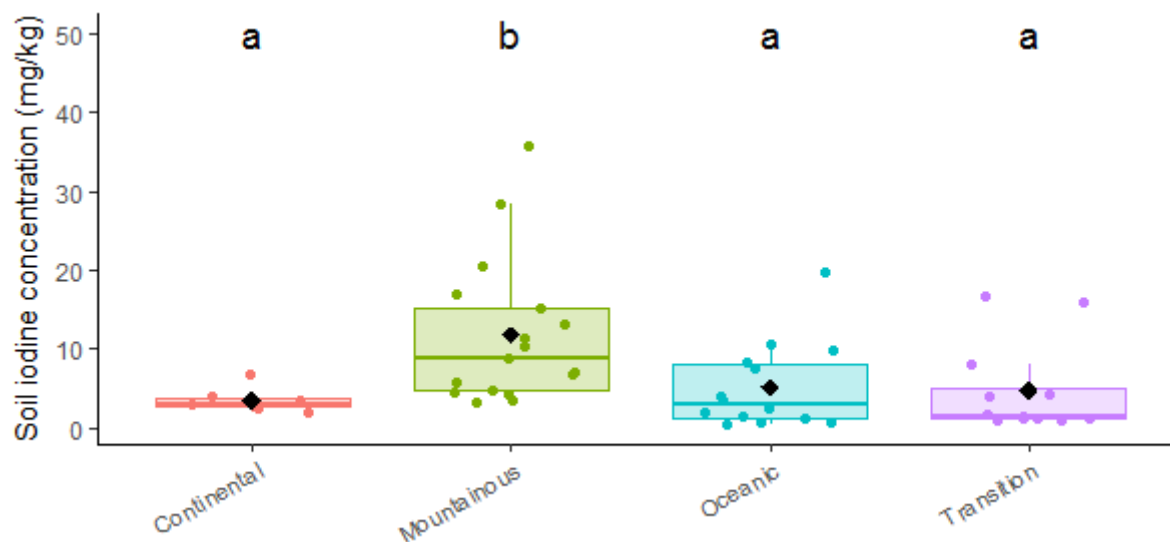 Soil iodine concentration (mg/kg)
50
40
30
20
10
0
a b a a
Continental
Mountainous
Oceanic
Transition